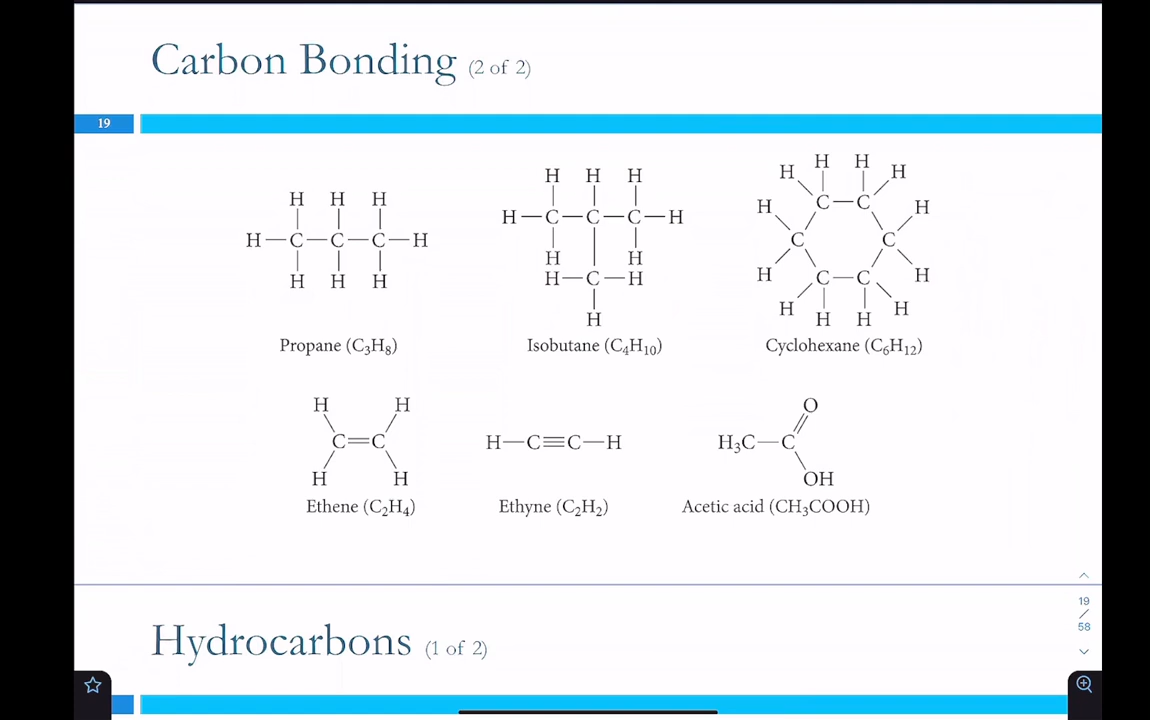 Carbon Bonding (2 of 2)
19
H H H
H—C—C—C—H
H H H
Propane (C₃H₈)
H H H
H—C—C—C—H
H H
H—C—H
H
Isobutane (C₄H₁₀)
H H H H
H C—C H
C C
H C—C H
H H H H
Cyclohexane (C₆H₁₂)
H H
C=C
H H
Ethene (C₂H₄)
H—C≡C—H
Ethyne (C₂H₂)
O
H₃C—C
OH
Acetic acid (CH₃COOH)
19
/
58
Hydrocarbons (1 of 2)